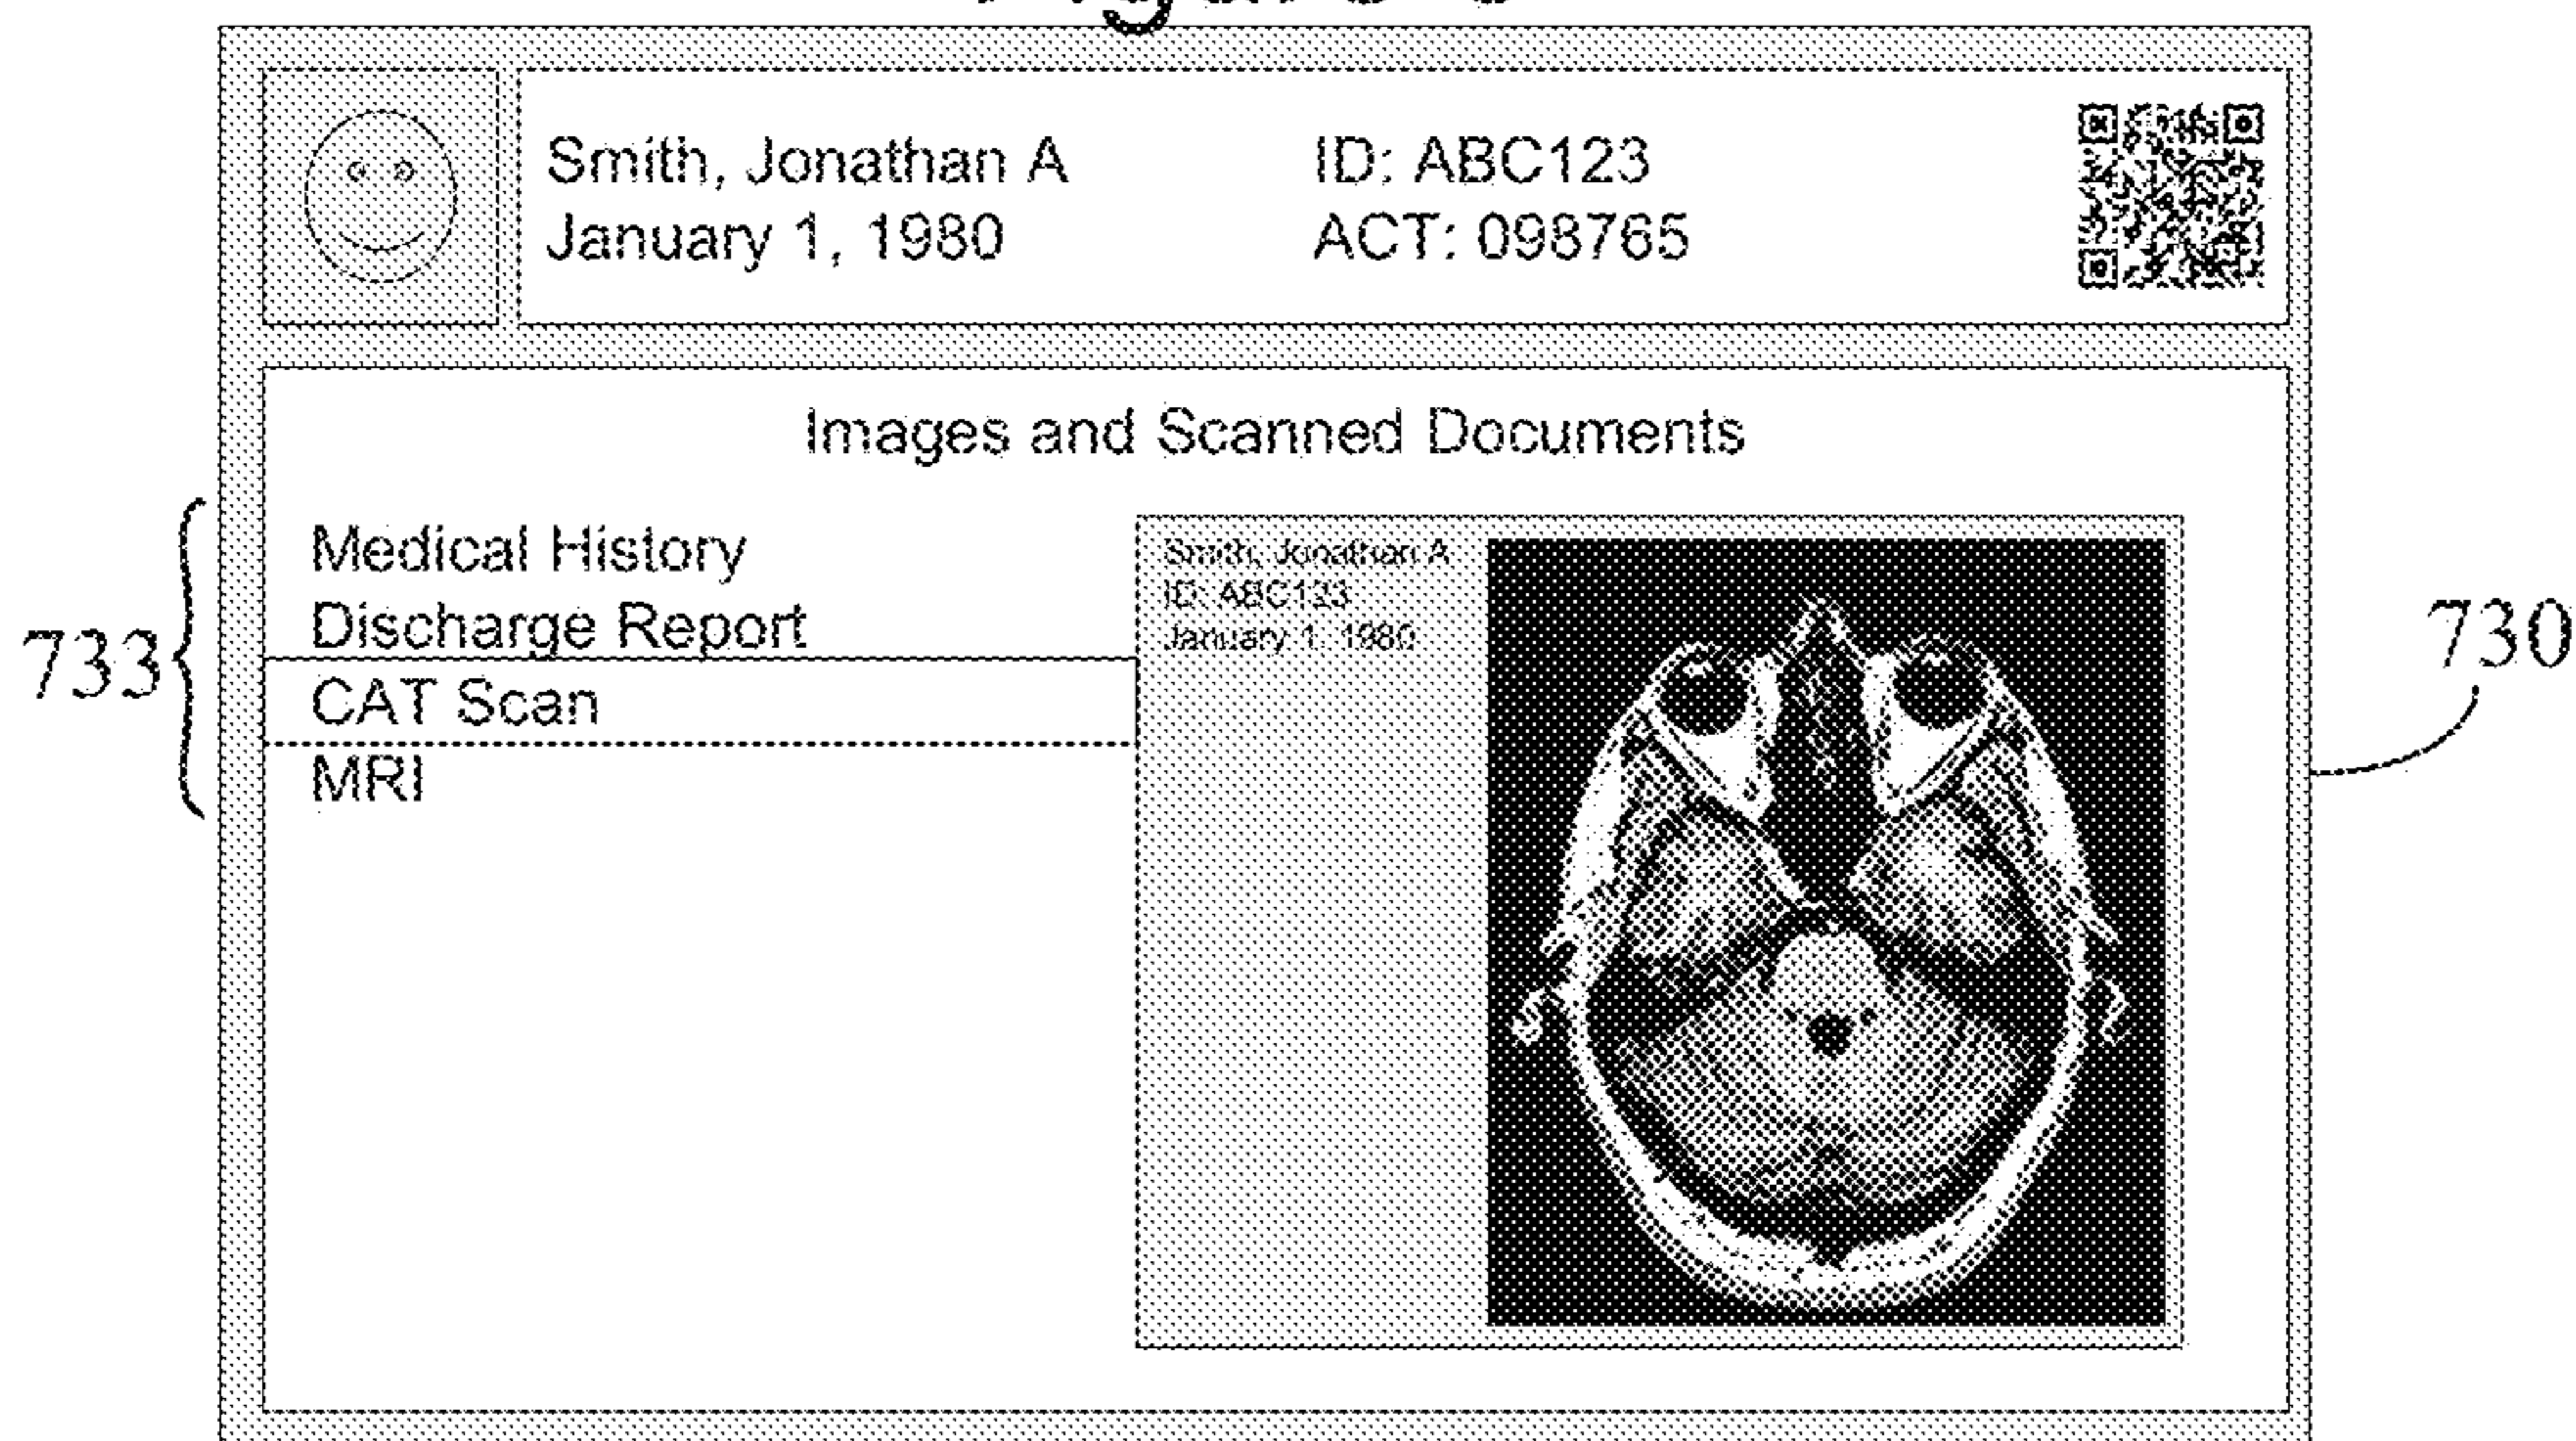 Smith, Jonathan A
January 1, 1980
ID: ABC123
ACT: 098765
Images and Scanned Documents
733
Medical History
Discharge Report
CAT Scan
MRI
Smith, Jonathan A
ID: ABC123
January 1, 1980
730